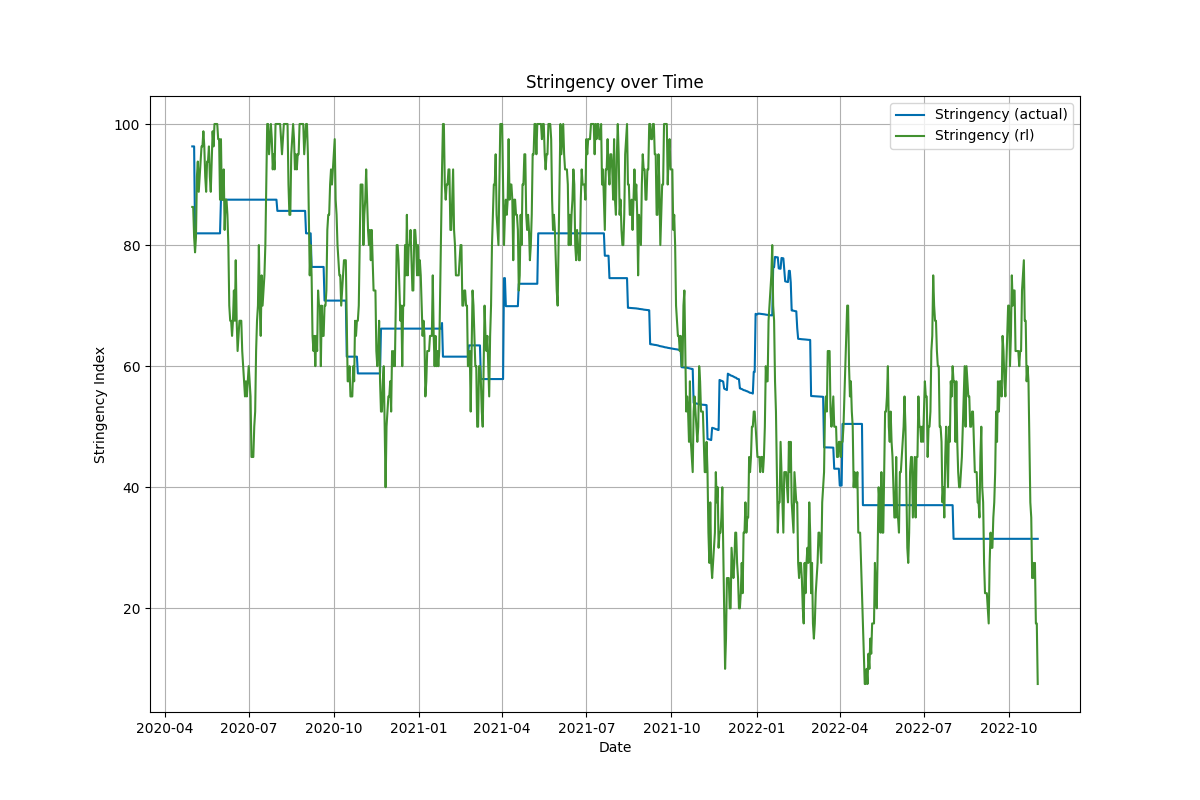 Stringency over Time
Stringency (actual)
Stringency (rl)
100
80
60
40
20
Stringency Index
2020-04 2020-07 2020-10 2021-01 2021-04 2021-07 2021-10 2022-01 2022-04 2022-07 2022-10
Date